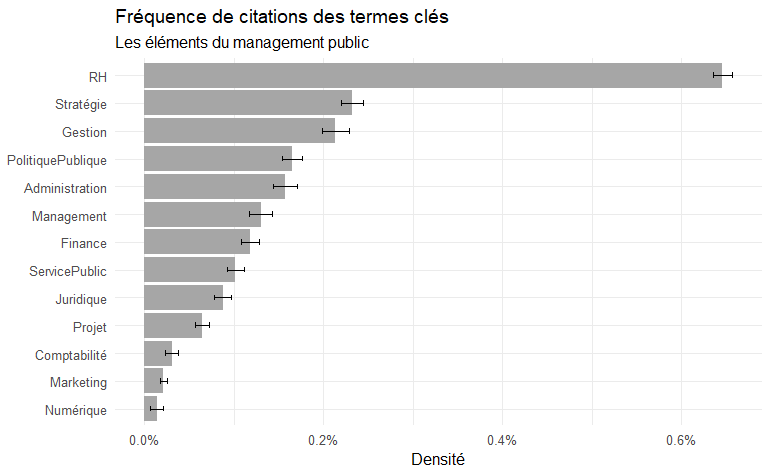 Fréquence de citations des termes clés
Les éléments du management public
RH
Stratégie
Gestion
PolitiquePublique
Administration
Management
Finance
ServicePublic
Juridique
Projet
Comptabilité
Marketing
Numérique
0.0% 0.2% 0.4% 0.6%
Densité